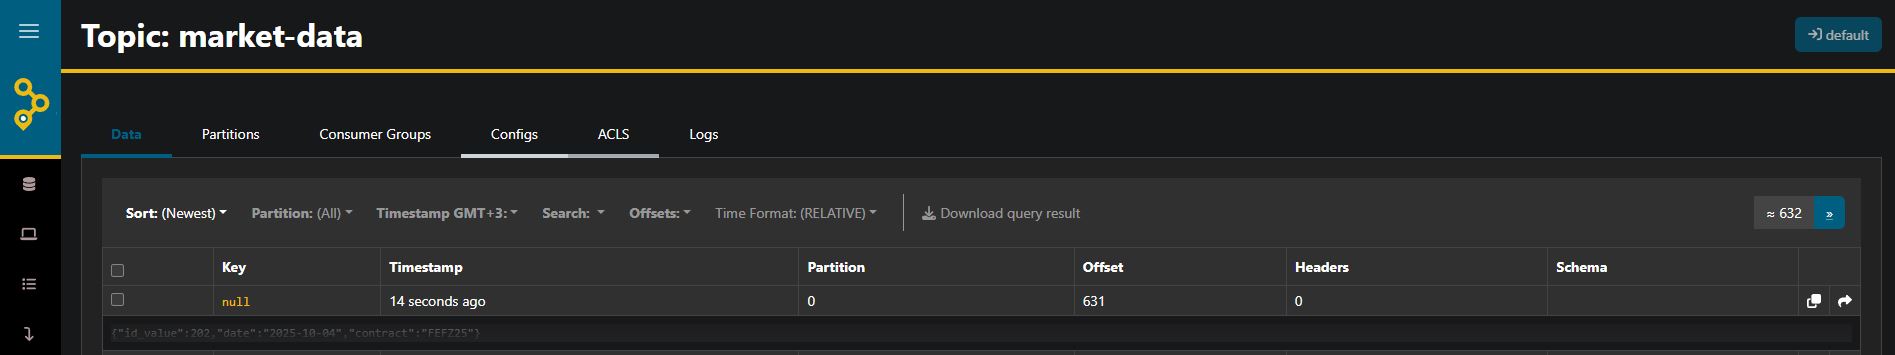 Topic: market-data
default
Data Partitions Consumer Groups Configs ACLS Logs
Sort: (Newest) Partition: (All) Timestamp GMT+3: Search: Offsets: Time Format: (RELATIVE) Download query result ≈ 632 »
Key Timestamp Partition Offset Headers Schema
null 14 seconds ago 0 631 0
{"id_value":202,"date":"2025-10-04","contract":"FEFZ25"}